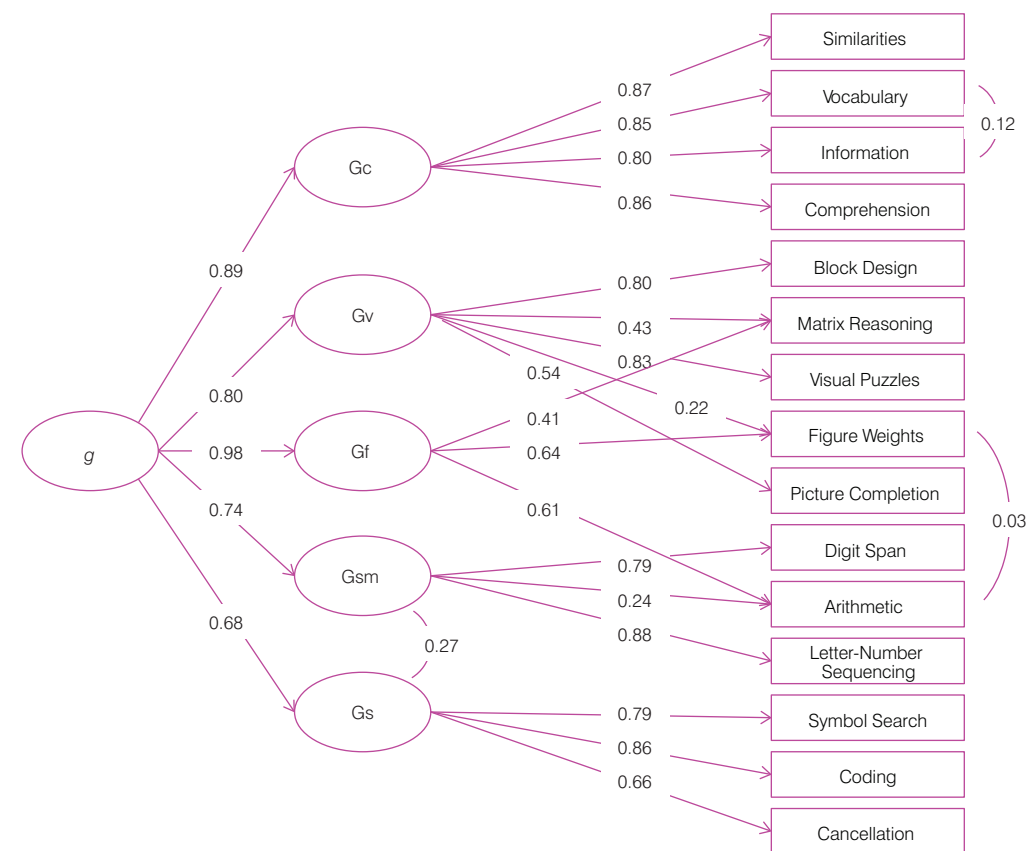 Similarities
0.87
Vocabulary
0.85
0.12
0.80
Information
Gc
0.86
Comprehension
0.89
0.80
Block Design
Gv
0.43
Matrix Reasoning
0.83
0.54
Visual Puzzles
0.80
0.22
0.41
Figure Weights
g
0.98
Gf
0.64
Picture Completion
0.74
0.61
0.03
Digit Span
0.79
Gsm
0.24
Arithmetic
0.68
0.88
0.27
Letter-Number
Sequencing
Gs
0.79
Symbol Search
0.86
Coding
0.66
Cancellation